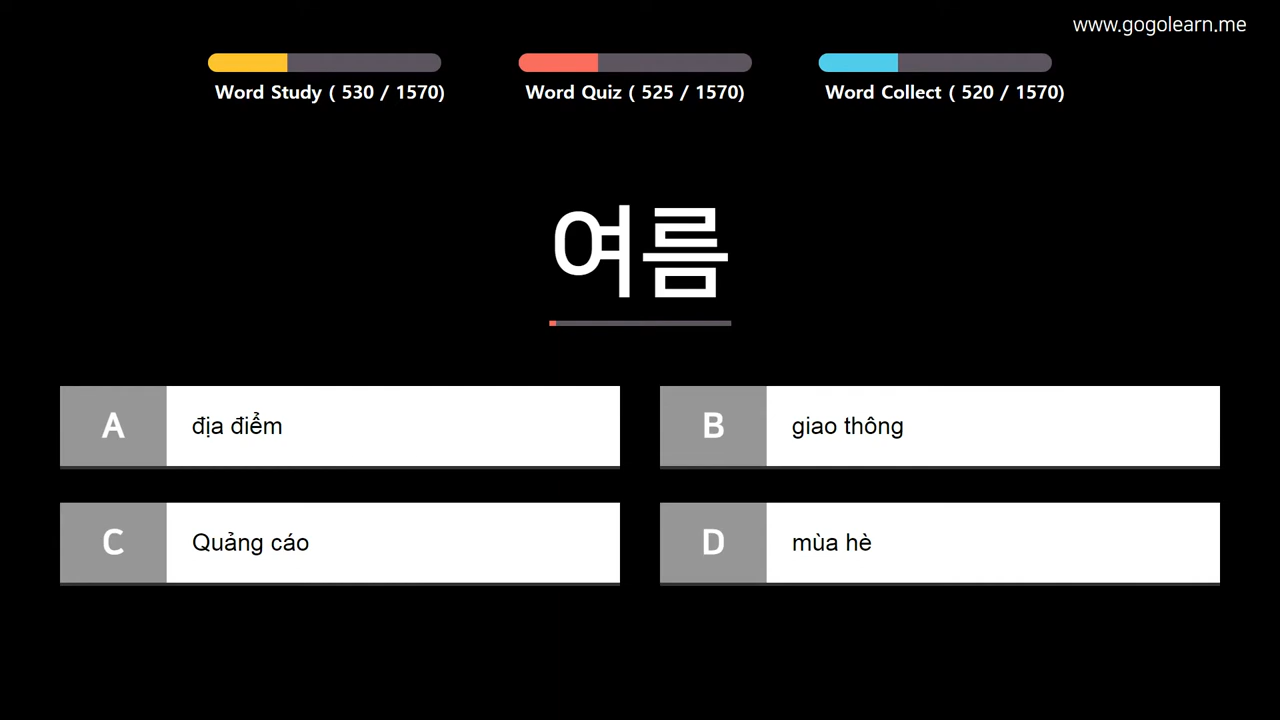 www.gogolearn.me
Word Study ( 530 / 1570)
Word Quiz ( 525 / 1570)
Word Collect ( 520 / 1570)
여름
A địa điểm
B giao thông
C Quảng cáo
D mùa hè